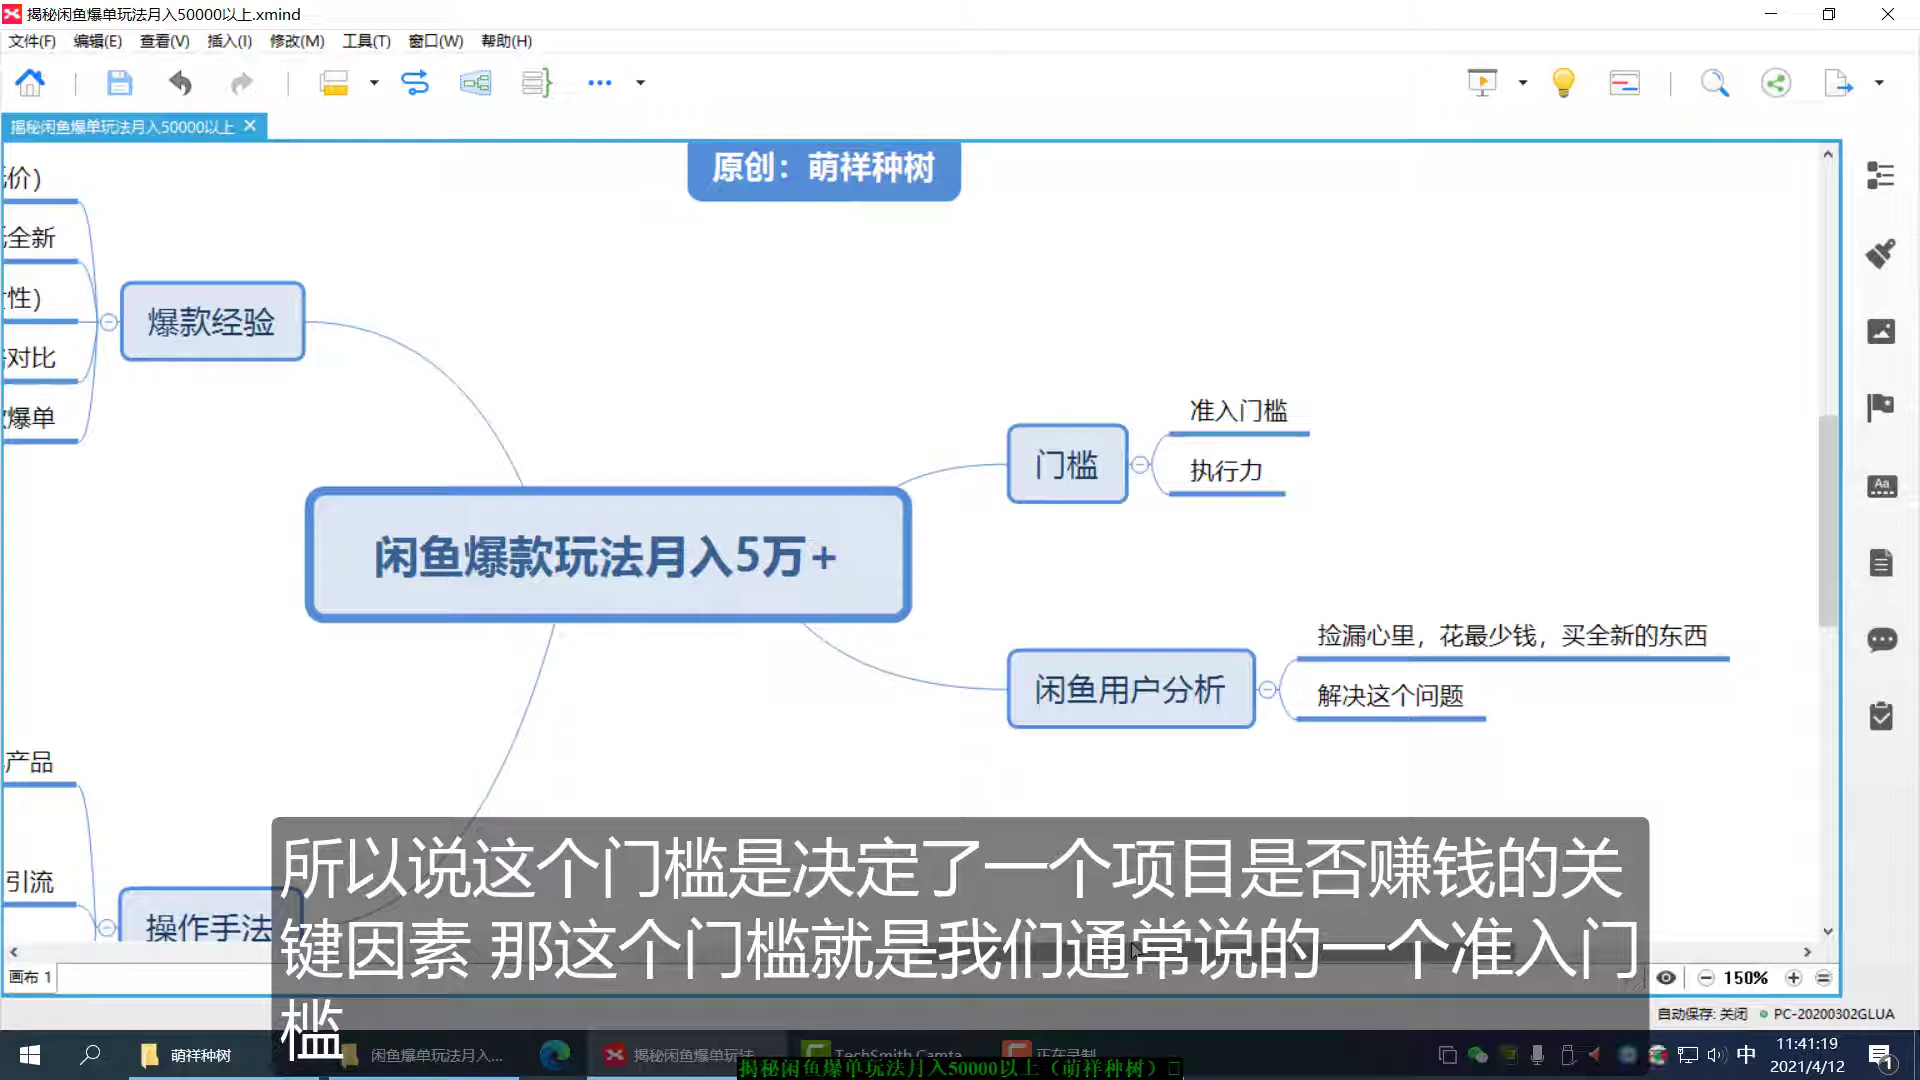 揭秘闲鱼爆单玩法月入50000以上.xmind
文件(F) 编辑(E) 查看(V) 插入(I) 修改(M) 工具(T) 窗口(W) 帮助(H)
揭秘闲鱼爆单玩法月入50000以上
原创：萌祥种树
价)
全新
性)
对比
爆单
爆款经验
准入门槛
门槛
执行力
闲鱼爆款玩法月入5万+
捡漏心里，花最少钱，买全新的东西
闲鱼用户分析
解决这个问题
产品
引流
操作手法
所以说这个门槛是决定了一个项目是否赚钱的关
键因素 那这个门槛就是我们通常说的一个准入门
槛
画布 1
150%
自动保存: 关闭 PC-20200302GLUA
萌祥种树
闲鱼爆单玩法月入...
揭秘闲鱼爆单玩法...
TechSmith Camta...
正在录制...
揭秘闲鱼爆单玩法月入50000以上（萌祥种树）
中
11:41:19
2021/4/12
1